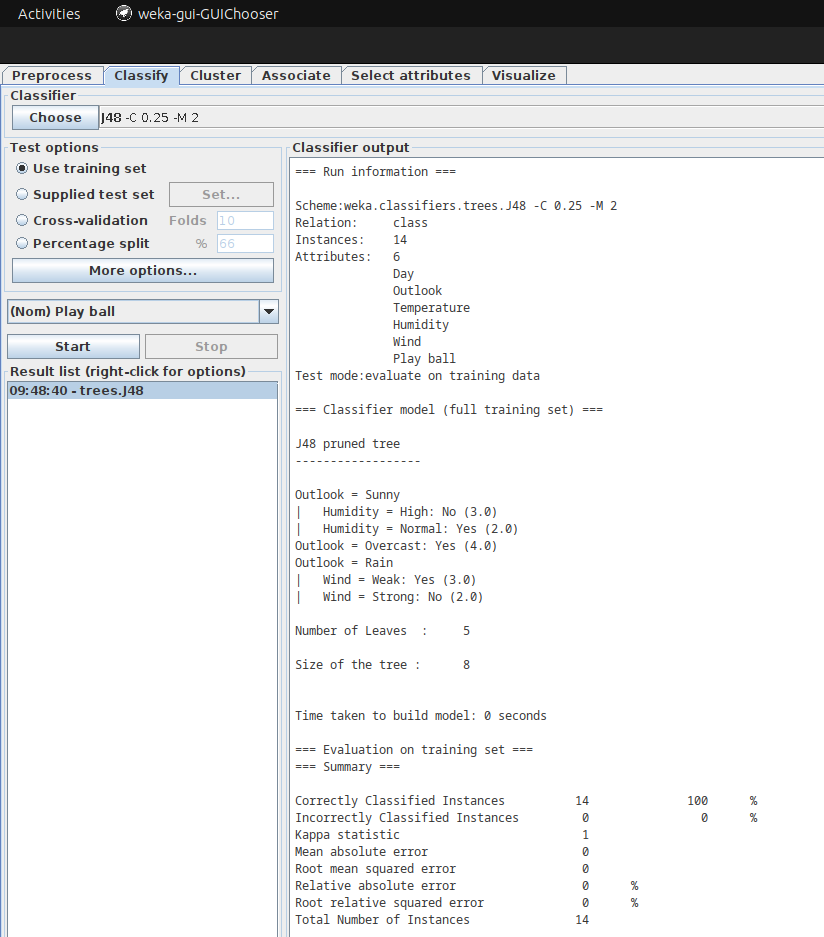 Activities weka-gui-GUIChooser
Preprocess Classify Cluster Associate Select attributes Visualize
Classifier
Choose J48 -C 0.25 -M 2
Test options
Use training set
Supplied test set Set...
Cross-validation Folds 10
Percentage split % 66
More options...
(Nom) Play ball
Start Stop
Result list (right-click for options)
09:48:40 - trees.J48
Classifier output
=== Run information ===
Scheme:weka.classifiers.trees.J48 -C 0.25 -M 2
Relation: class
Instances: 14
Attributes: 6
Day
Outlook
Temperature
Humidity
Wind
Play ball
Test mode:evaluate on training data
=== Classifier model (full training set) ===
J48 pruned tree
------------------
Outlook = Sunny
| Humidity = High: No (3.0)
| Humidity = Normal: Yes (2.0)
Outlook = Overcast: Yes (4.0)
Outlook = Rain
| Wind = Weak: Yes (3.0)
| Wind = Strong: No (2.0)
Number of Leaves : 5
Size of the tree : 8
Time taken to build model: 0 seconds
=== Evaluation on training set ===
=== Summary ===
Correctly Classified Instances 14 100 %
Incorrectly Classified Instances 0 0 %
Kappa statistic 1
Mean absolute error 0
Root mean squared error 0
Relative absolute error 0 %
Root relative squared error 0 %
Total Number of Instances 14